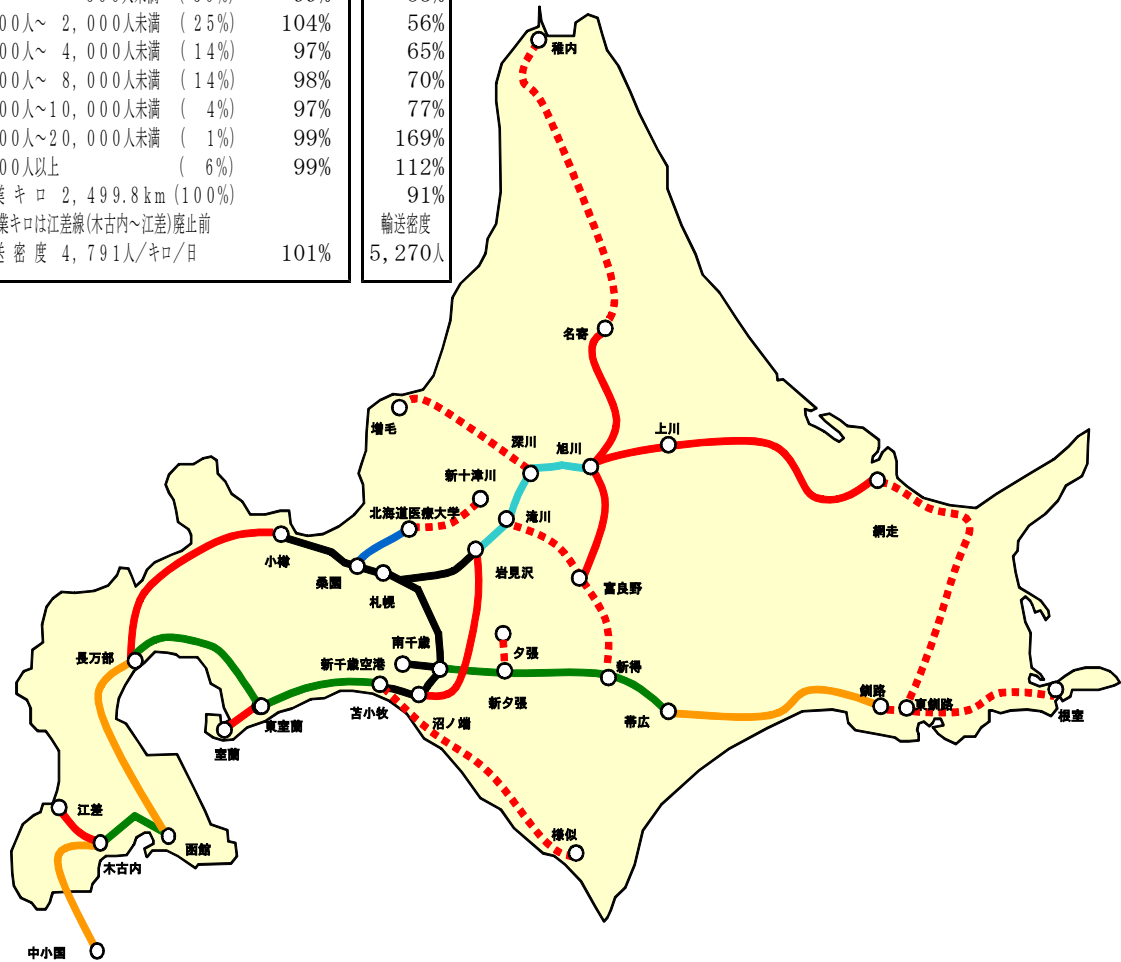 00人~ 2,000人未満 (25%) 104% 56%
00人~ 4,000人未満 (14%) 97% 65%
00人~ 8,000人未満 (14%) 98% 70%
00人~10,000人未満 ( 4%) 97% 77%
00人~20,000人未満 ( 1%) 99% 169%
00人以上 ( 6%) 99% 112%
業キロ 2,499.8km(100%) 91%
業キロは江差線(木古内~江差)廃止前 輸送密度
送密度 4,791人/キロ/日 101% 5,270人
稚内
名寄
増毛
深川
旭川
上川
新十津川
北海道医療大学
滝川
網走
小樽
桑園
札幌
岩見沢
富良野
南千歳
夕張
長万部
新千歳空港
新得
苫小牧
沼ノ端
新夕張
帯広
釧路
東釧路
根室
東室蘭
室蘭
江差
木古内
函館
様似
中小国